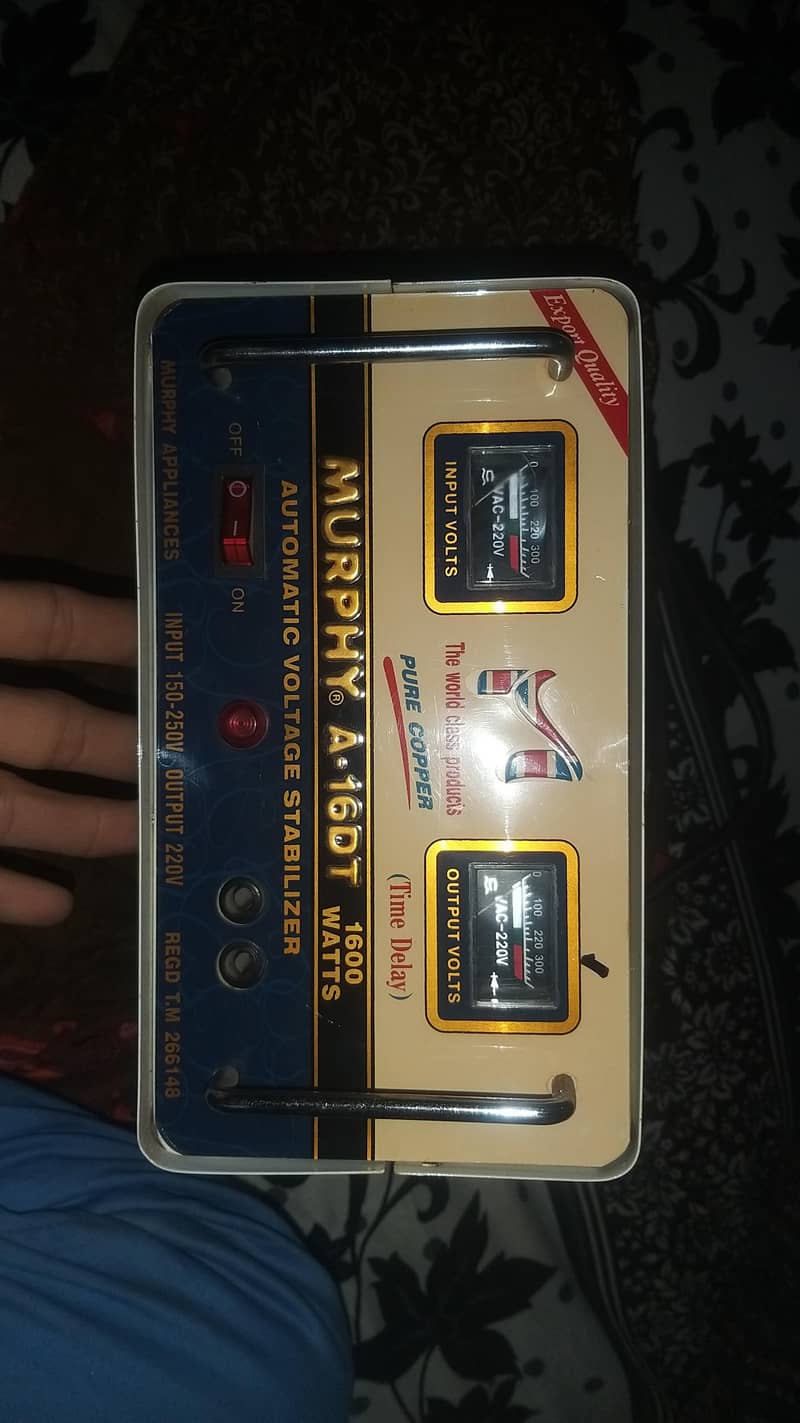 Export Quality
0 100 220 300
VAC~220V
INPUT VOLTS
The world class products
PURE COPPER
0 100 220 300
VAC~220V
OUTPUT VOLTS
(Time Delay)
MURPHY® A-16DT 1600 WATTS
AUTOMATIC VOLTAGE STABILIZER
OFF
ON
MURPHY APPLIANCES INPUT 150-250V OUTPUT 220V REGD T.M 266148